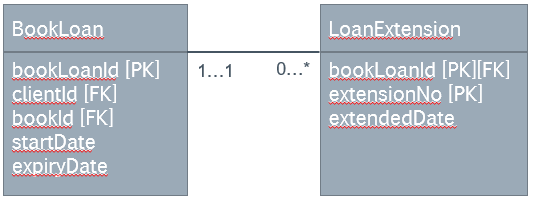 BookLoan
bookLoanId [PK]
clientId [FK]
bookId [FK]
startDate
expiryDate
1...1
0...*
LoanExtension
bookLoanId [PK][FK]
extensionNo [PK]
extendedDate